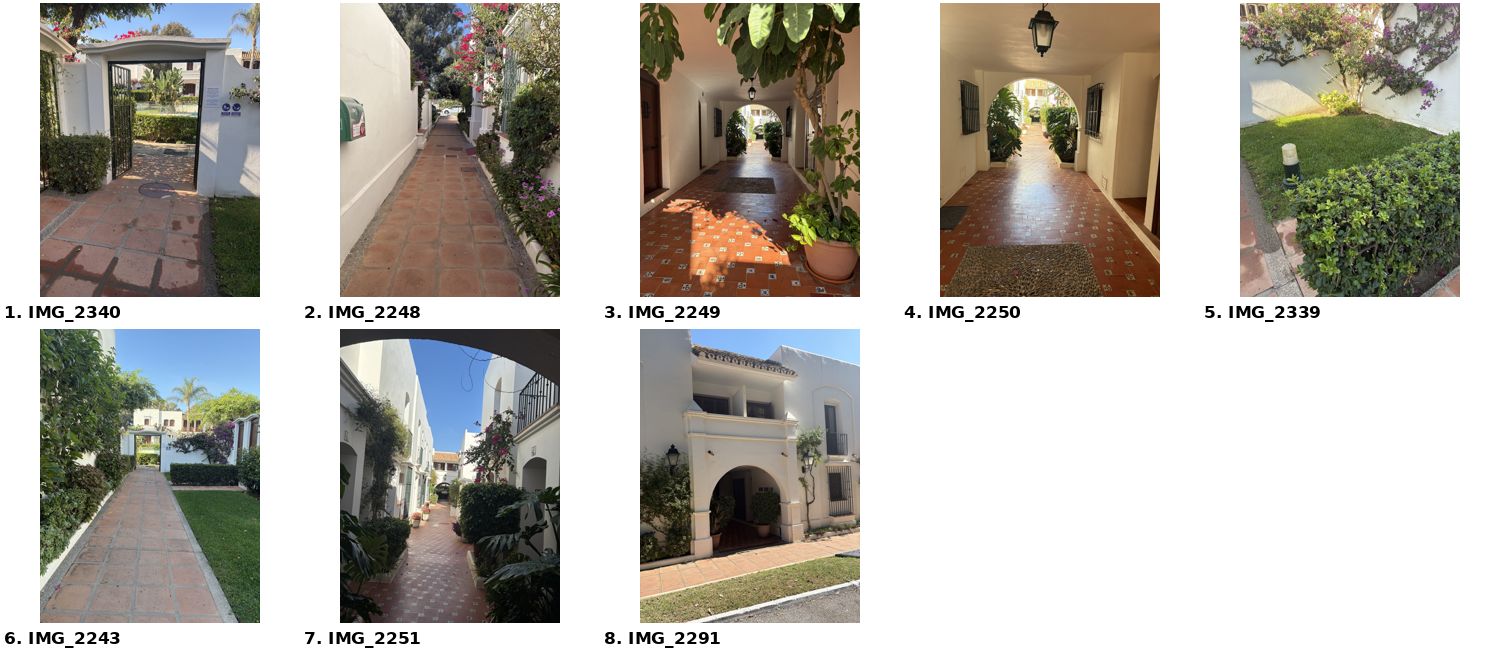 1. IMG_2340
2. IMG_2248
3. IMG_2249
4. IMG_2250
5. IMG_2339
6. IMG_2243
7. IMG_2251
8. IMG_2291